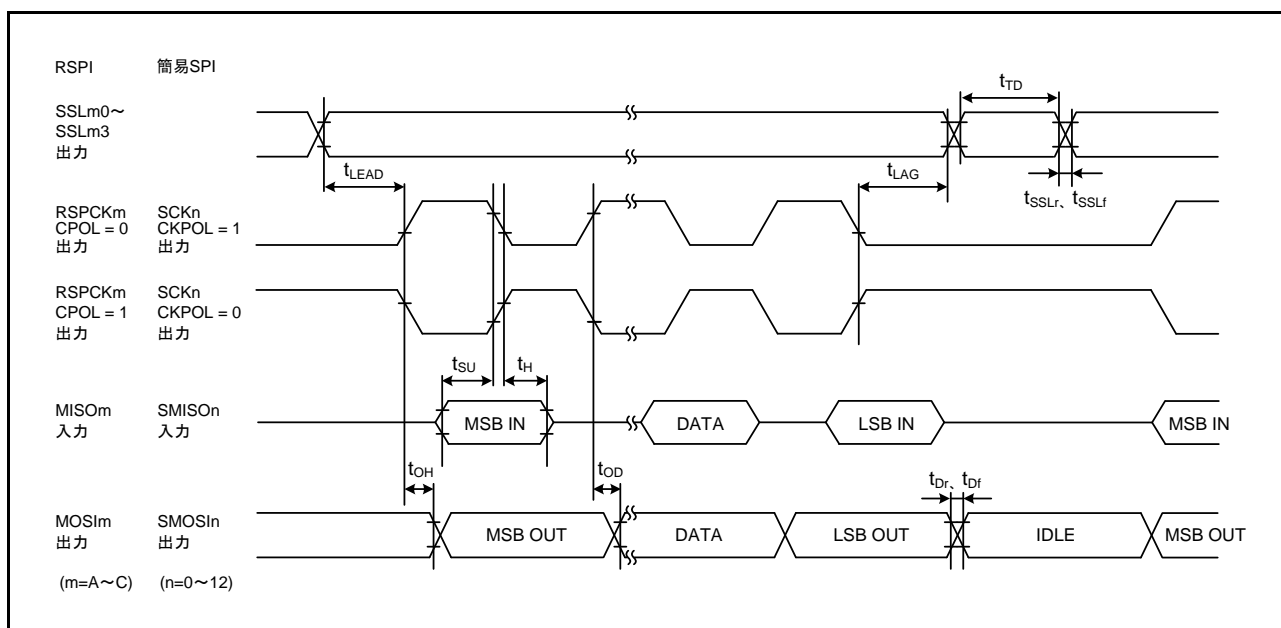 RSPI 簡易SPI
SSLm0～
SSLm3
出力
tTD
tLEAD
tLAG
tSSLr、tSSLf
RSPCKm SCKn
CPOL = 0 CKPOL = 1
出力 出力
RSPCKm SCKn
CPOL = 1 CKPOL = 0
出力 出力
tSU tH
MISOm SMISOn
入力 入力
MSB IN DATA LSB IN MSB IN
tOH tOD tDr、tDf
MOSIm SMOSIn
出力 出力
MSB OUT DATA LSB OUT IDLE MSB OUT
(m=A～C) (n=0～12)